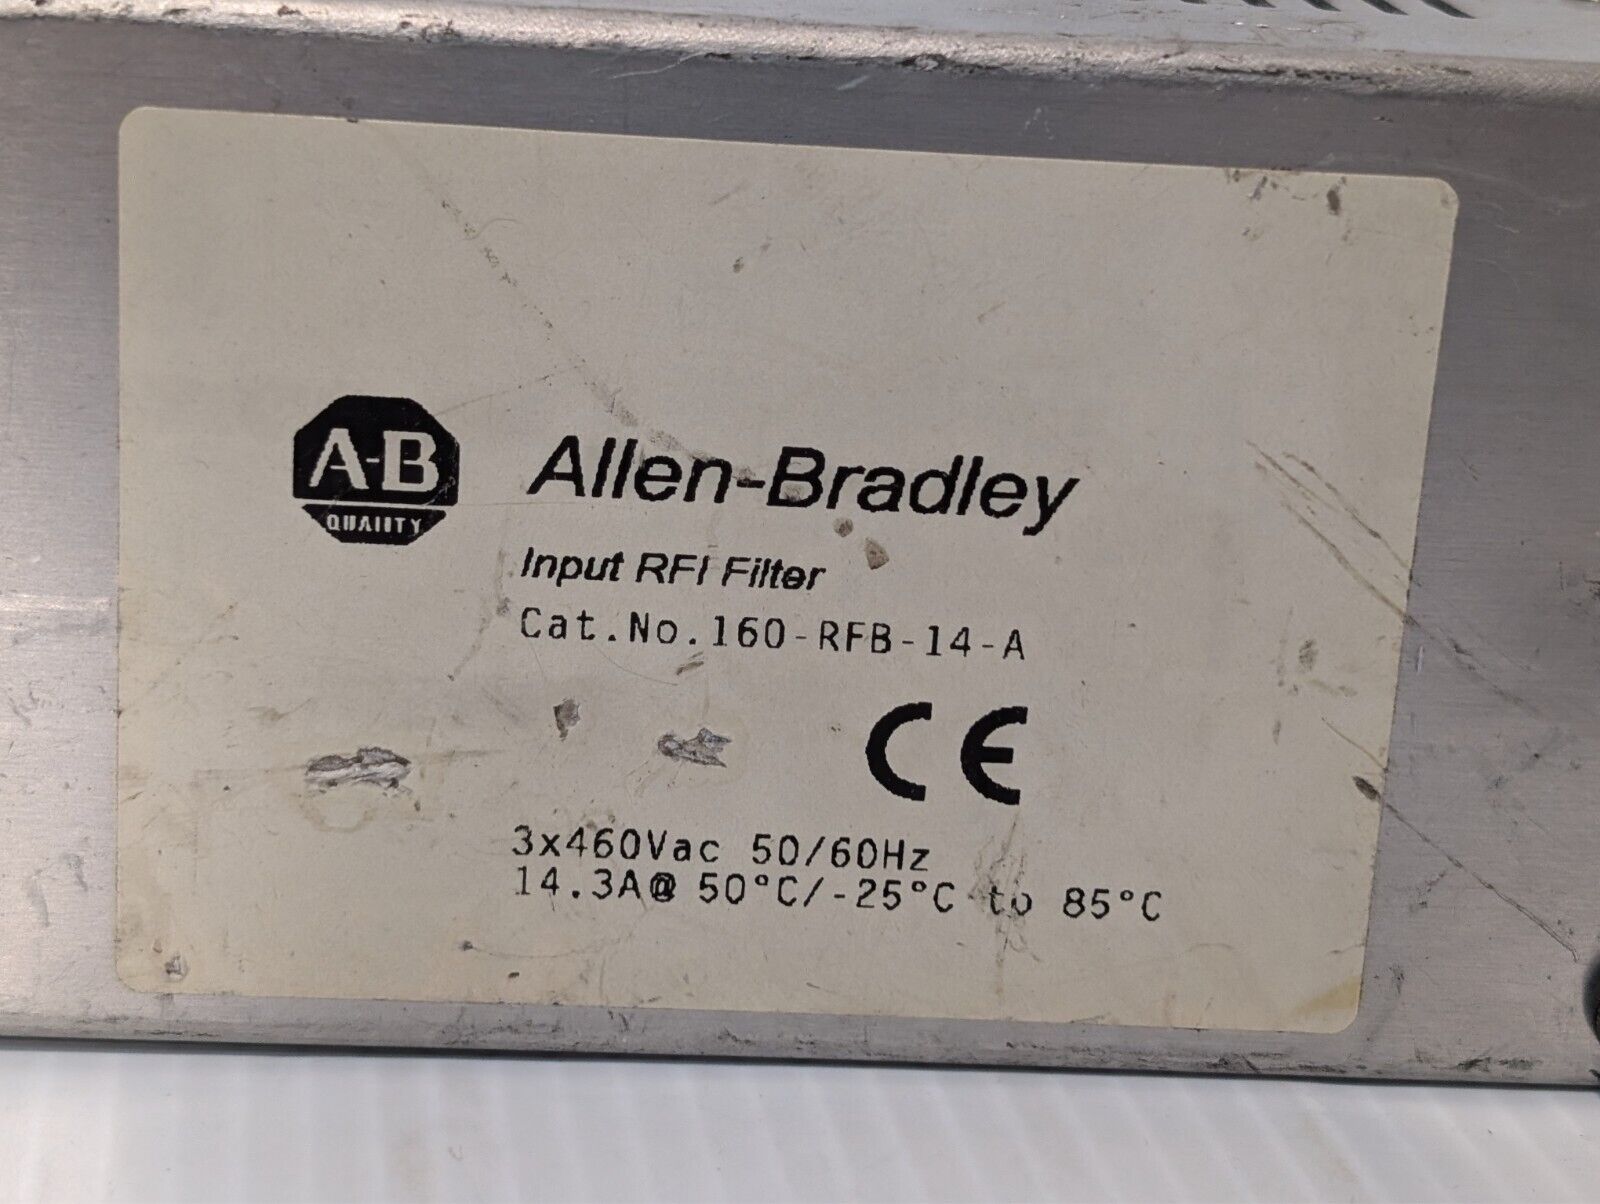 A-B
QUALITY
Allen-Bradley
Input RFI Filter
Cat.No.160-RFB-14-A
CE
3x460Vac 50/60Hz
14.3A@ 50°C/-25°C to 85°C